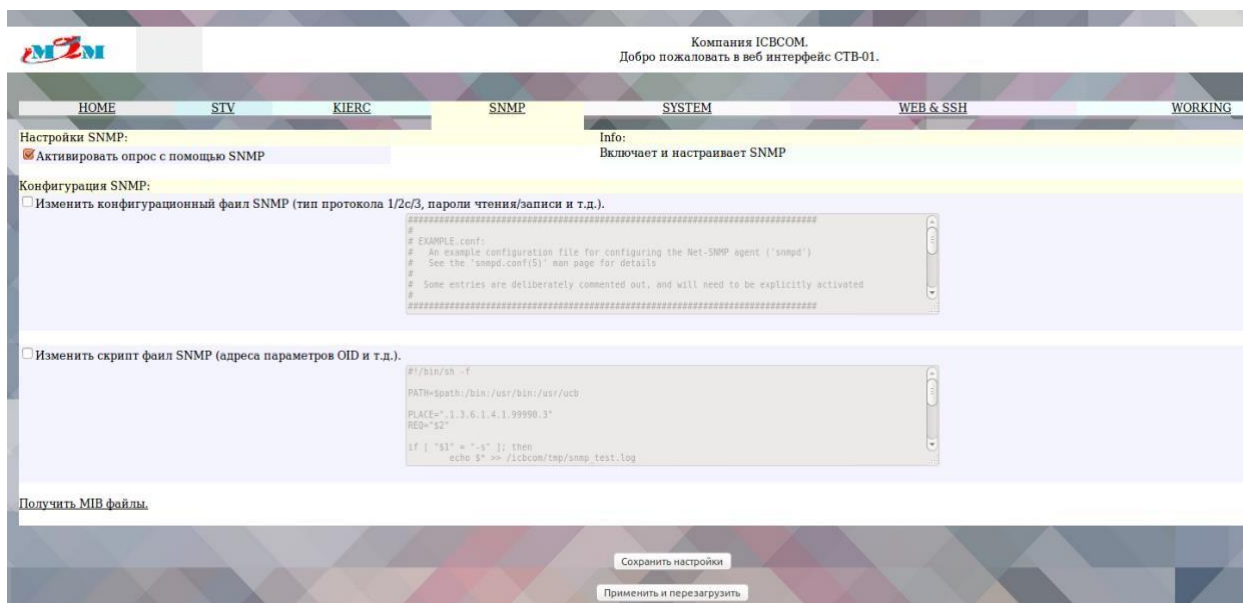 eM2M
Компания ICBCOM.
Добро пожаловать в веб интерфейс СТВ-01.
HOME STV KIERC SNMP SYSTEM WEB & SSH WORKING
Настройки SNMP: Info:
Активировать опрос с помощью SNMP Включает и настраивает SNMP
Конфигурация SNMP:
Изменить конфигурационный фаил SNMP (тип протокола 1/2с/3, пароли чтения/записи и т.д.).
###############################################################################
#
# EXAMPLE.conf:
#   An example configuration file for configuring the Net-SNMP agent ('snmpd')
#   See the 'snmpd.conf(5)' man page for details
#
#  Some entries are deliberately commented out, and will need to be explicitly activated
#
###############################################################################
Изменить скрипт фаил SNMP (адреса параметров OID и т.д.).
#!/bin/sh -f
PATH=$path:/bin:/usr/bin:/usr/ucb
PLACE=".1.3.6.1.4.1.99990.3"
REQ="$2"
if [ "$1" = "-s" ]; then
echo $* >> /icbcom/tmp/snmp_test.log
Получить MIB файлы.
Сохранить настройки
Применить и перезагрузить